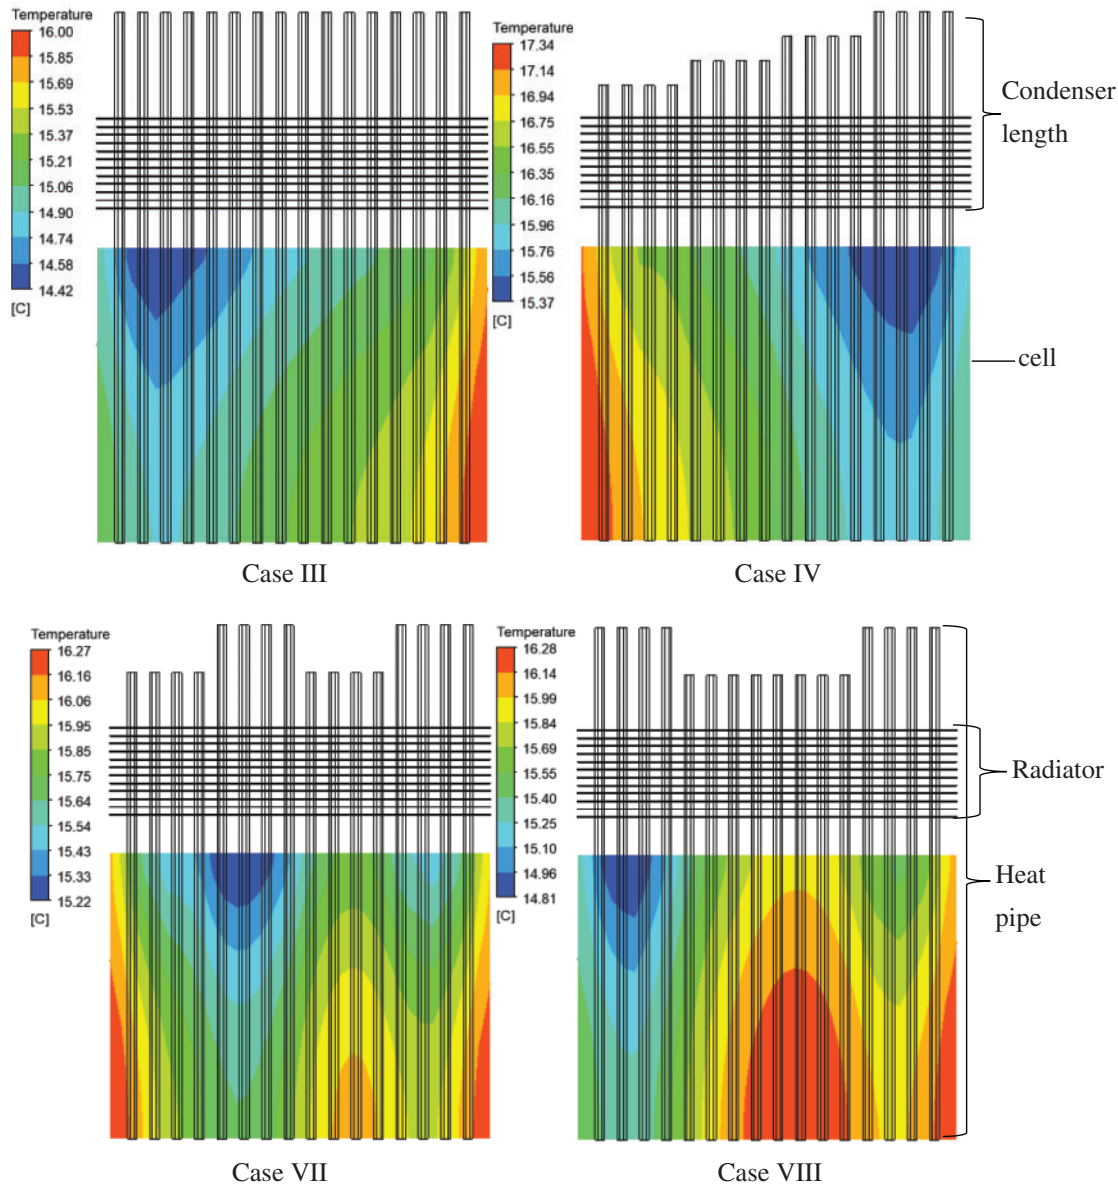 Temperature
16.00
15.85
15.69
15.53
15.37
15.21
15.06
14.90
14.74
14.58
14.42
[C]
Case III
Temperature
17.34
17.14
16.94
16.75
16.55
16.35
16.16
15.96
15.76
15.56
15.37
[C]
Condenser
length
cell
Case IV
Temperature
16.27
16.16
16.06
15.95
15.85
15.75
15.64
15.54
15.43
15.33
15.22
[C]
Case VII
Temperature
16.28
16.14
15.99
15.84
15.69
15.55
15.40
15.25
15.10
14.96
14.81
[C]
Radiator
Heat
pipe
Case VIII